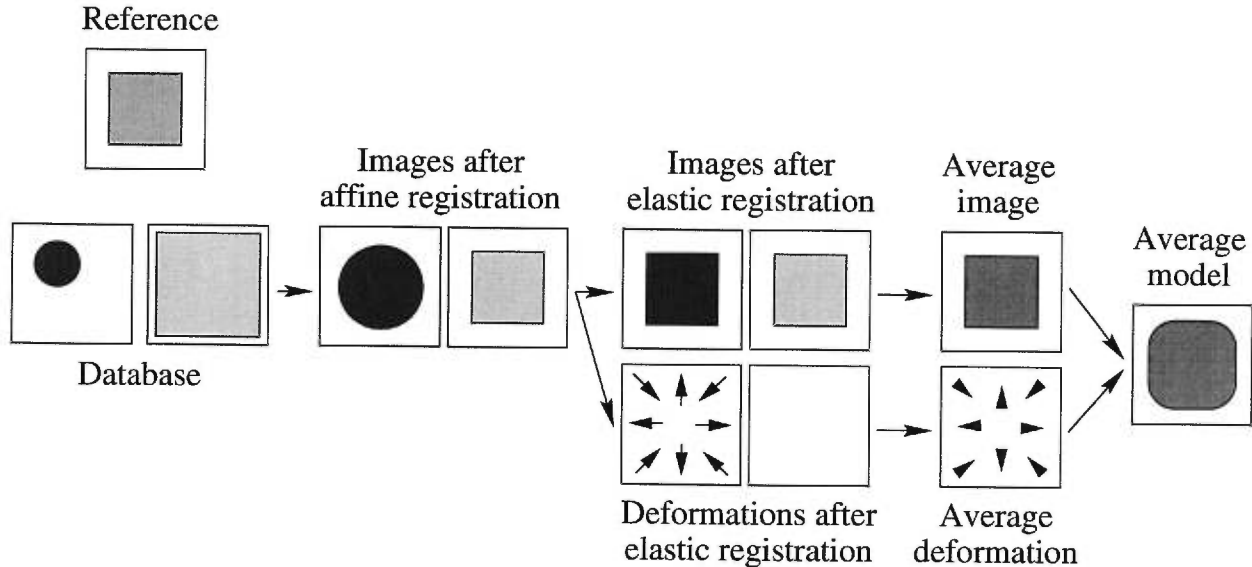 Reference
Images after
affine registration
Images after
elastic registration
Average
image
Average
model
Database
Deformations after
elastic registration
Average
deformation